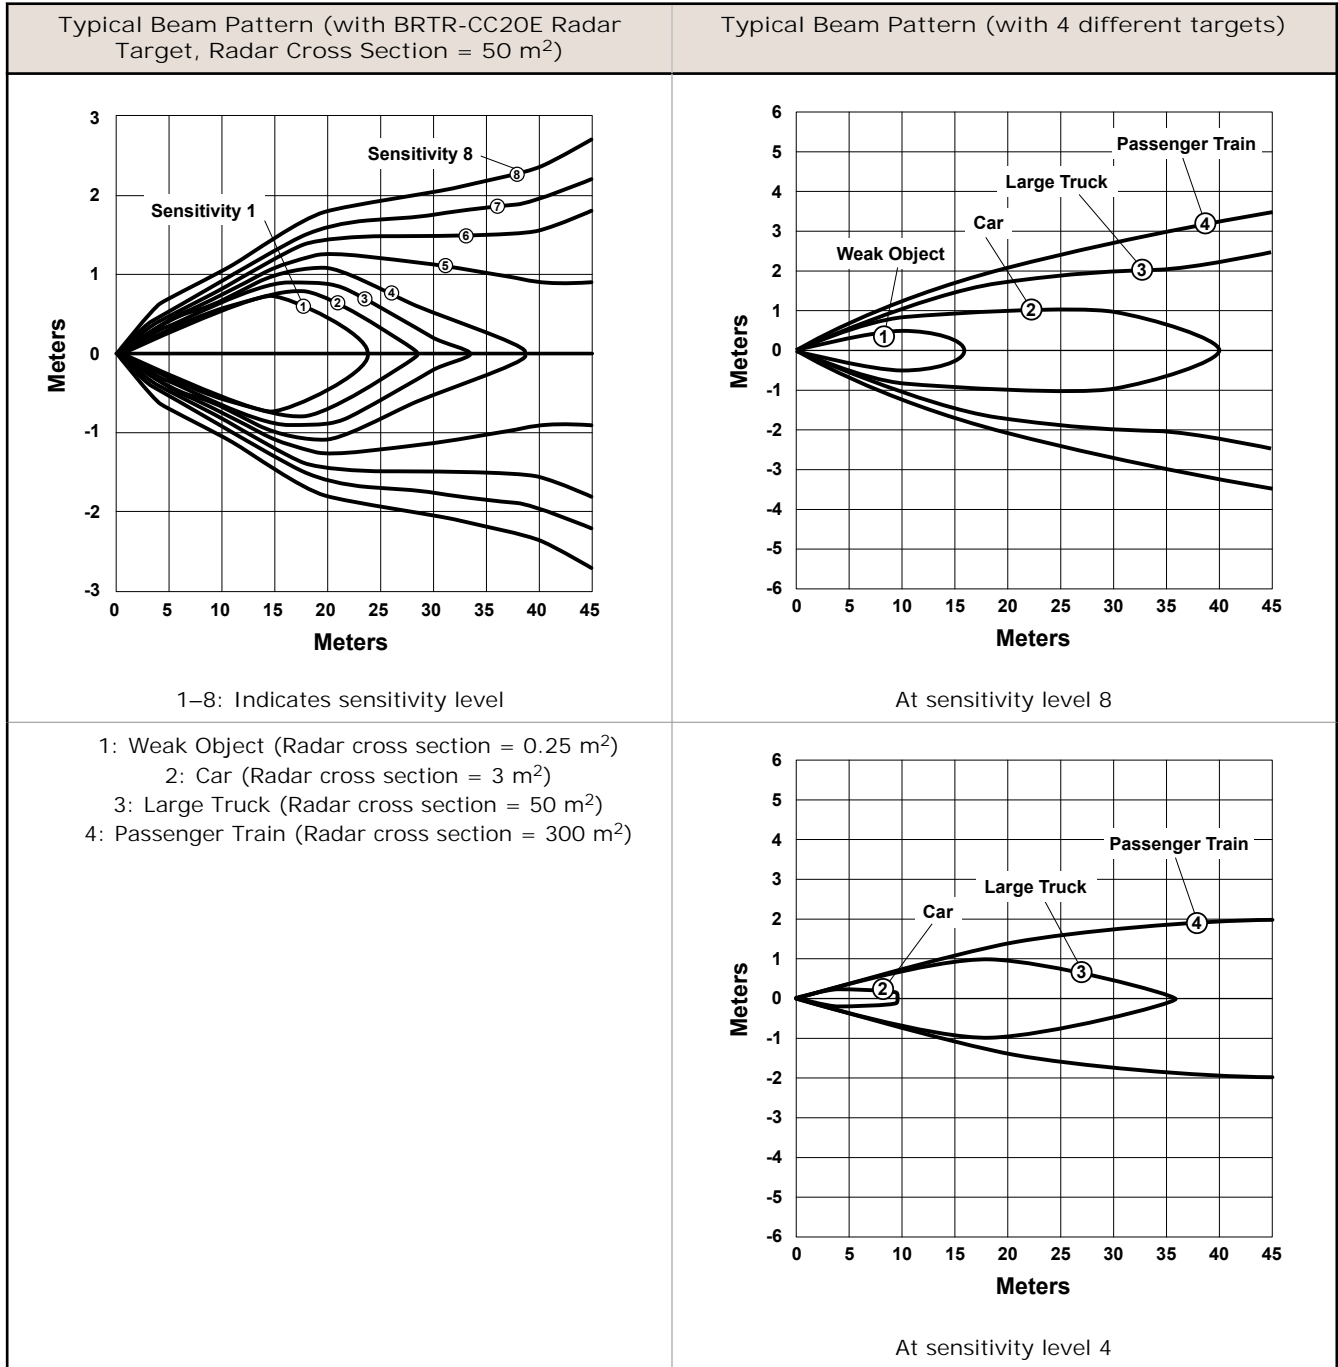 Typical Beam Pattern (with BRTR-CC20E Radar
Target, Radar Cross Section = 50 m²)
Typical Beam Pattern (with 4 different targets)
3
2
1
0
-1
-2
-3
Meters
Sensitivity 8
Sensitivity 1
8
7
6
5
4
3
2
1
0 5 10 15 20 25 30 35 40 45
Meters
1–8: Indicates sensitivity level
6
5
4
3
2
1
0
-1
-2
-3
-4
-5
-6
Meters
Passenger Train
Large Truck
Car
Weak Object
4
3
2
1
0 5 10 15 20 25 30 35 40 45
Meters
At sensitivity level 8
1: Weak Object (Radar cross section = 0.25 m²)
2: Car (Radar cross section = 3 m²)
3: Large Truck (Radar cross section = 50 m²)
4: Passenger Train (Radar cross section = 300 m²)
6
5
4
3
2
1
0
-1
-2
-3
-4
-5
-6
Meters
Passenger Train
Large Truck
Car
4
3
2
0 5 10 15 20 25 30 35 40 45
Meters
At sensitivity level 4